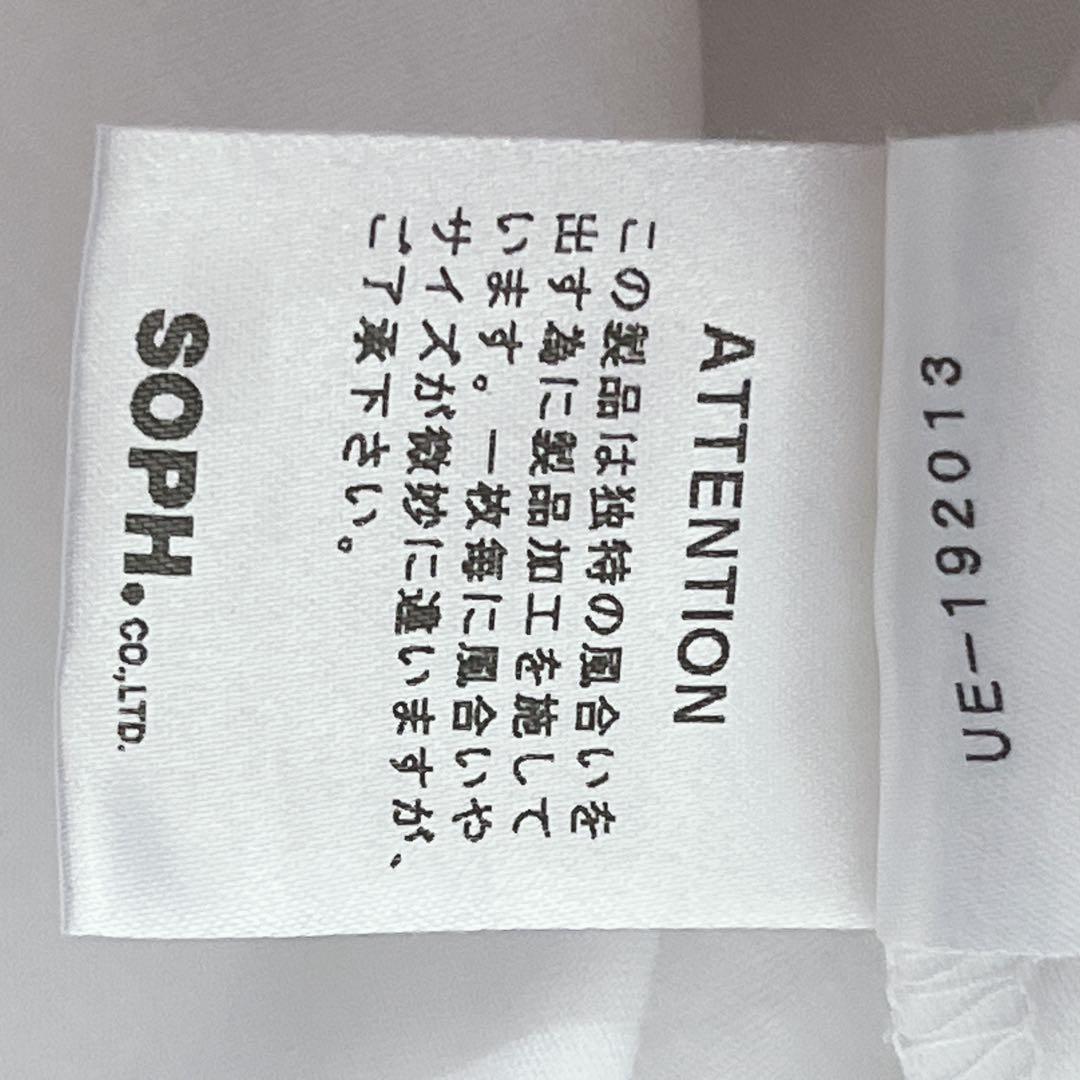 ATTENTION
この製品は独特の風合いを
出す為に製品加工を施して
います。一枚毎に風合いや
サイズが微妙に違いますが、
ご了承下さい。
SOPH.CO.,LTD.
UE-192013